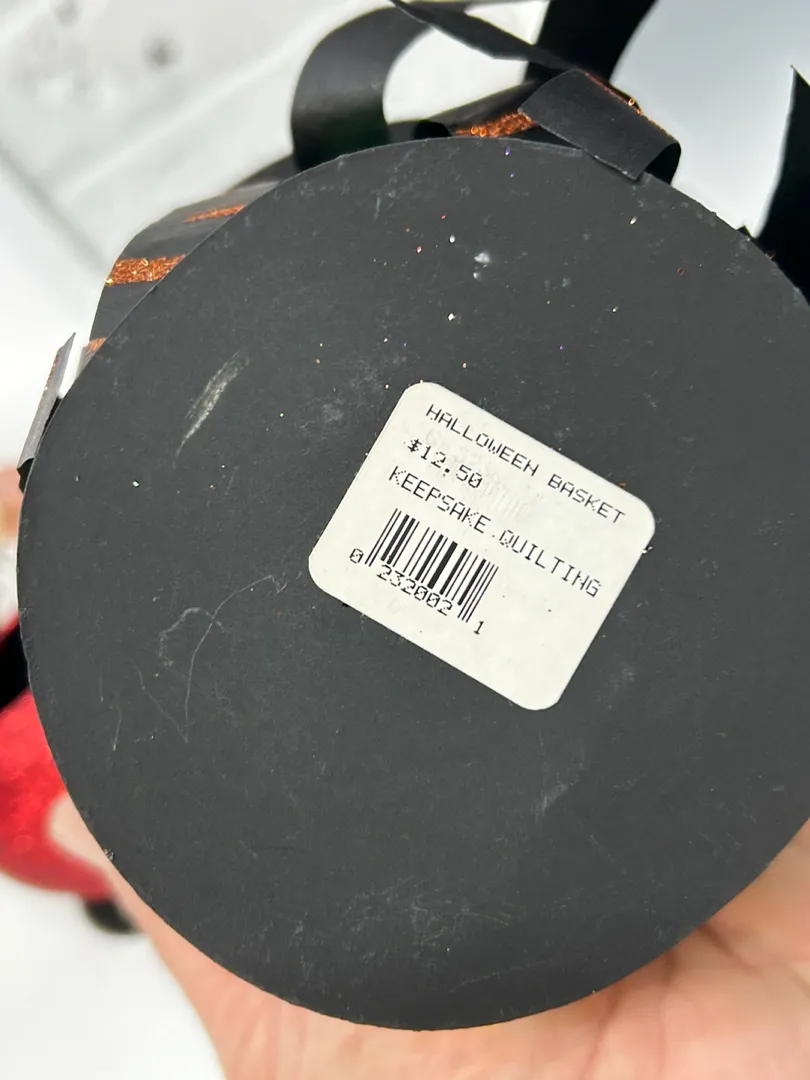 HALLOWEEN BASKET
$12.50
KEEPSAKE QUILTING
0 232002 1